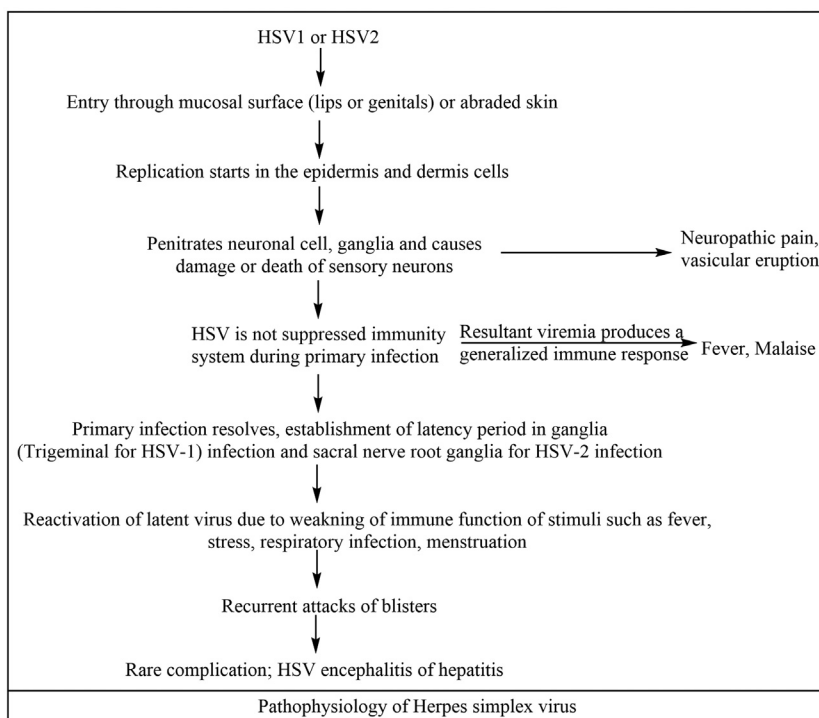 HSV1 or HSV2
Entry through mucosal surface (lips or genitals) or abraded skin
Replication starts in the epidermis and dermis cells
Penitrates neuronal cell, ganglia and causes
damage or death of sensory neurons
Neuropathic pain,
vasicular eruption
HSV is not suppressed immunity
system during primary infection
Resultant viremia produces a
generalized immune response
Fever, Malaise
Primary infection resolves, establishment of latency period in ganglia
(Trigeminal for HSV-1) infection and sacral nerve root ganglia for HSV-2 infection
Reactivation of latent virus due to weakning of immune function of stimuli such as fever,
stress, respiratory infection, menstruation
Recurrent attacks of blisters
Rare complication; HSV encephalitis of hepatitis
Pathophysiology of Herpes simplex virus